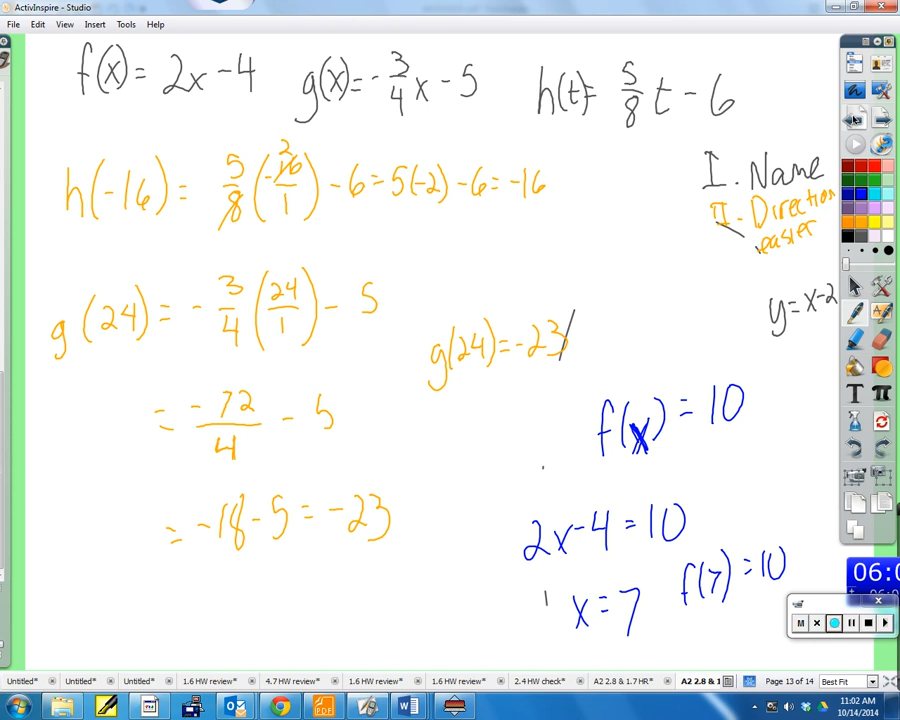 ActivInspire - Studio
File Edit View Insert Tools Help
f(x) = 2x - 4 g(x) = -3/4 x - 5 h(t) = 5/8 t - 6
h(-16) = 5/8 (-16/1) - 6 = 5(-2) - 6 = -16
2
I. Name
II. Direction
easier
y = x - 2
g(24) = -3/4 (24/1) - 5
g(24) = -23
= -72/4 - 5
f(x) = 10
= -18 - 5 = -23
2x - 4 = 10
x = 7 f(7) = 10
06:0
M
Untitled* Untitled* Untitled* 1.6 HW review* 4.7 HW review* 1.6 HW review* 1.6 HW review* 2.4 HW check* A2 2.8 & 1.7 HR* A2 2.8 & 1 Page 13 of 14 Best Fit
11:02 AM
10/14/2014